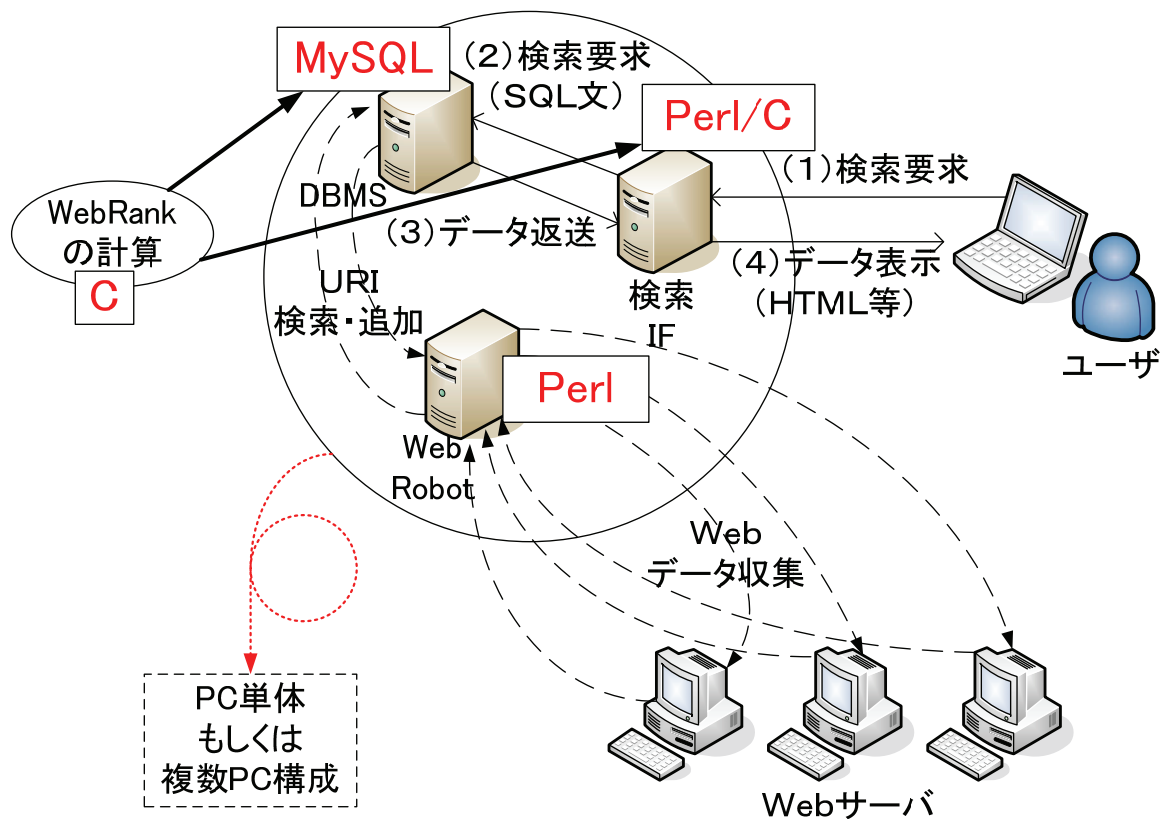 MySQL
（２）検索要求
（ＳＱＬ文）
Perl/C
（１）検索要求
WebRank
の計算
C
DBMS
（３）データ返送
（４）データ表示
（ＨＴＭＬ等）
検索
IF
URI
検索・追加
ユーザ
Perl
Web
Robot
Ｗｅｂ
データ収集
PC単体
もしくは
複数PC構成
Ｗｅｂサーバ